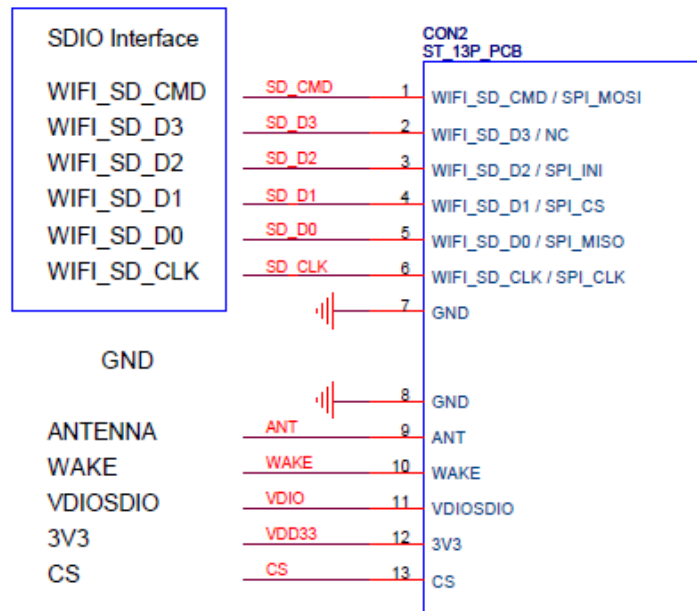 SDIO Interface
CON2
ST_13P_PCB
WIFI_SD_CMD SD_CMD 1 WIFI_SD_CMD / SPI_MOSI
WIFI_SD_D3 SD_D3 2 WIFI_SD_D3 / NC
WIFI_SD_D2 SD_D2 3 WIFI_SD_D2 / SPI_INI
WIFI_SD_D1 SD_D1 4 WIFI_SD_D1 / SPI_CS
WIFI_SD_D0 SD_D0 5 WIFI_SD_D0 / SPI_MISO
WIFI_SD_CLK SD_CLK 6 WIFI_SD_CLK / SPI_CLK
7 GND
GND
8 GND
ANTENNA ANT 9 ANT
WAKE WAKE 10 WAKE
VDIOSDIO VDIO 11 VDIOSDIO
3V3 VDD33 12 3V3
CS CS 13 CS